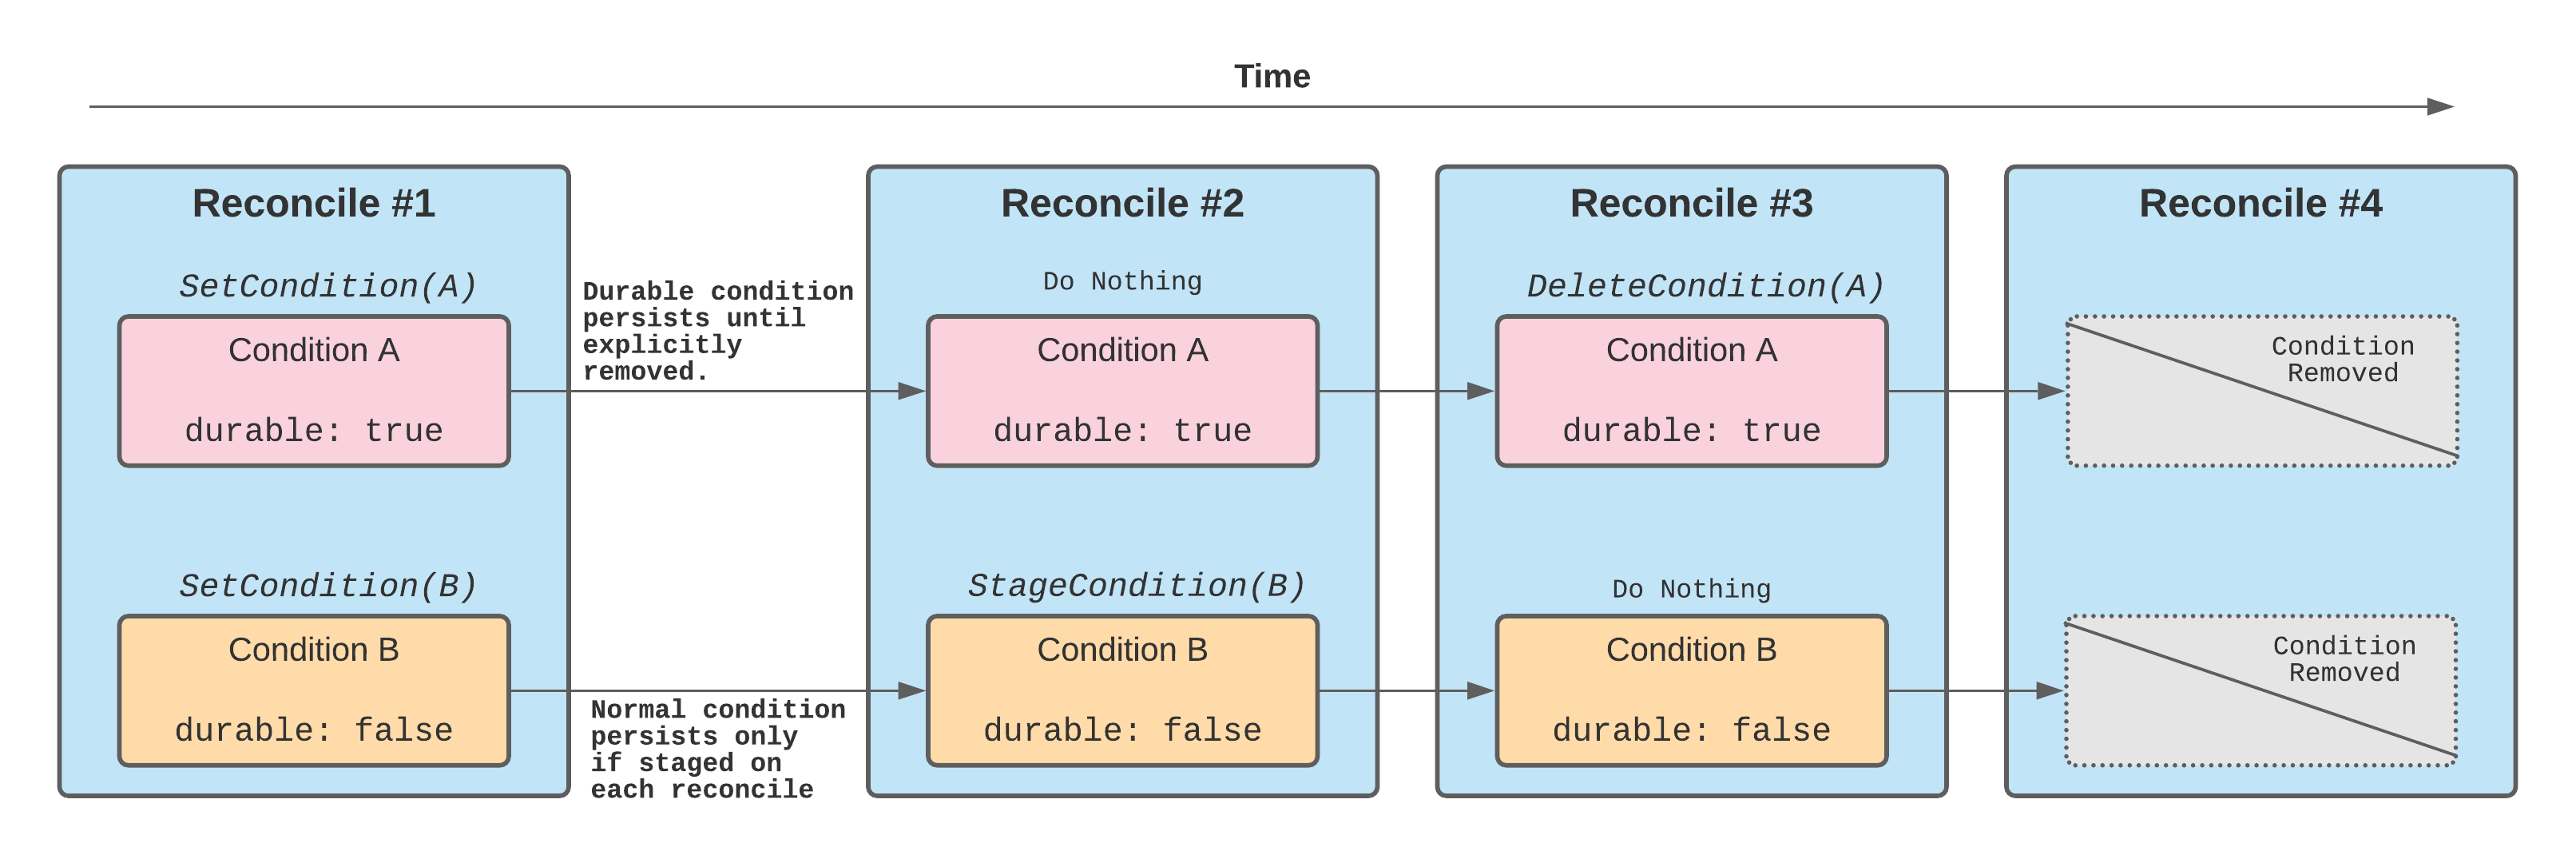 Time
Reconcile #1
SetCondition(A)
Condition A
durable: true
SetCondition(B)
Condition B
durable: false
Durable condition
persists until
explicitly
removed.
Normal condition
persists only
if staged on
each reconcile
Reconcile #2
Do Nothing
Condition A
durable: true
StageCondition(B)
Condition B
durable: false
Reconcile #3
DeleteCondition(A)
Condition A
durable: true
Do Nothing
Condition B
durable: false
Reconcile #4
Condition
Removed
Condition
Removed